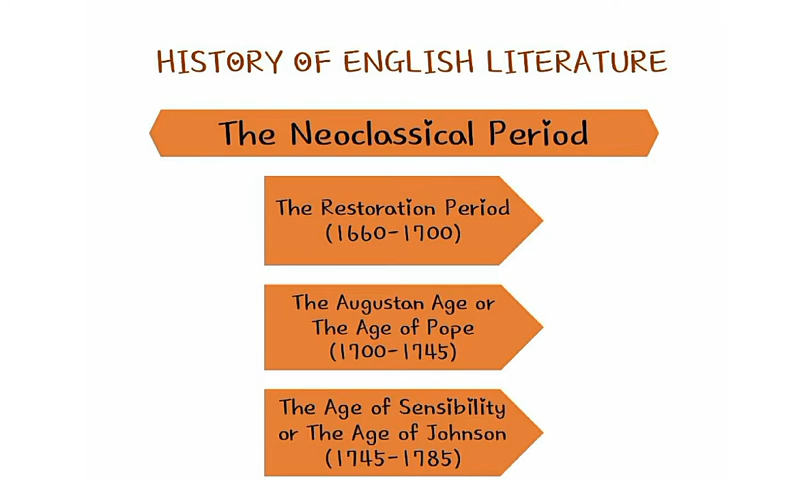 HISTORY OF ENGLISH LITERATURE
The Neoclassical Period
The Restoration Period
(1660-1700)
The Augustan Age or
The Age of Pope
(1700-1745)
The Age of Sensibility
or The Age of Johnson
(1745-1785)